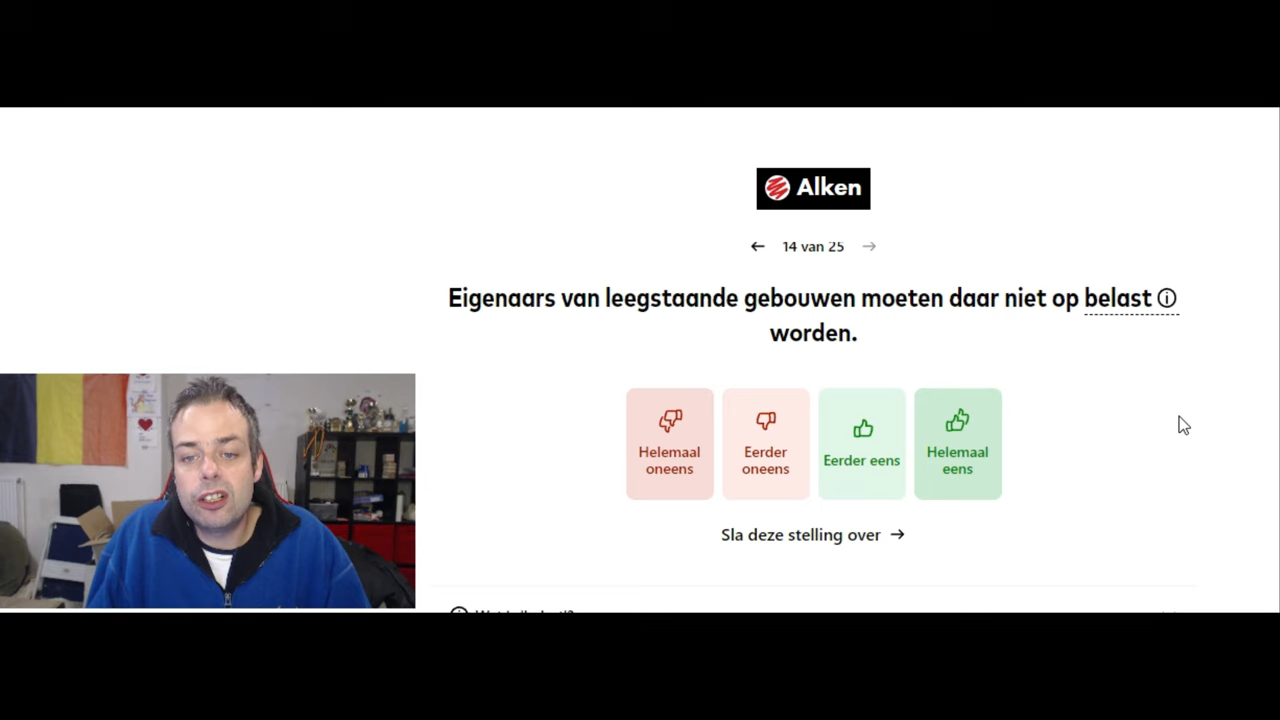 Alken
14 van 25
Eigenaars van leegstaande gebouwen moeten daar niet op belast
worden.
Helemaal
oneens
Eerder
oneens
Eerder eens
Helemaal
eens
Sla deze stelling over